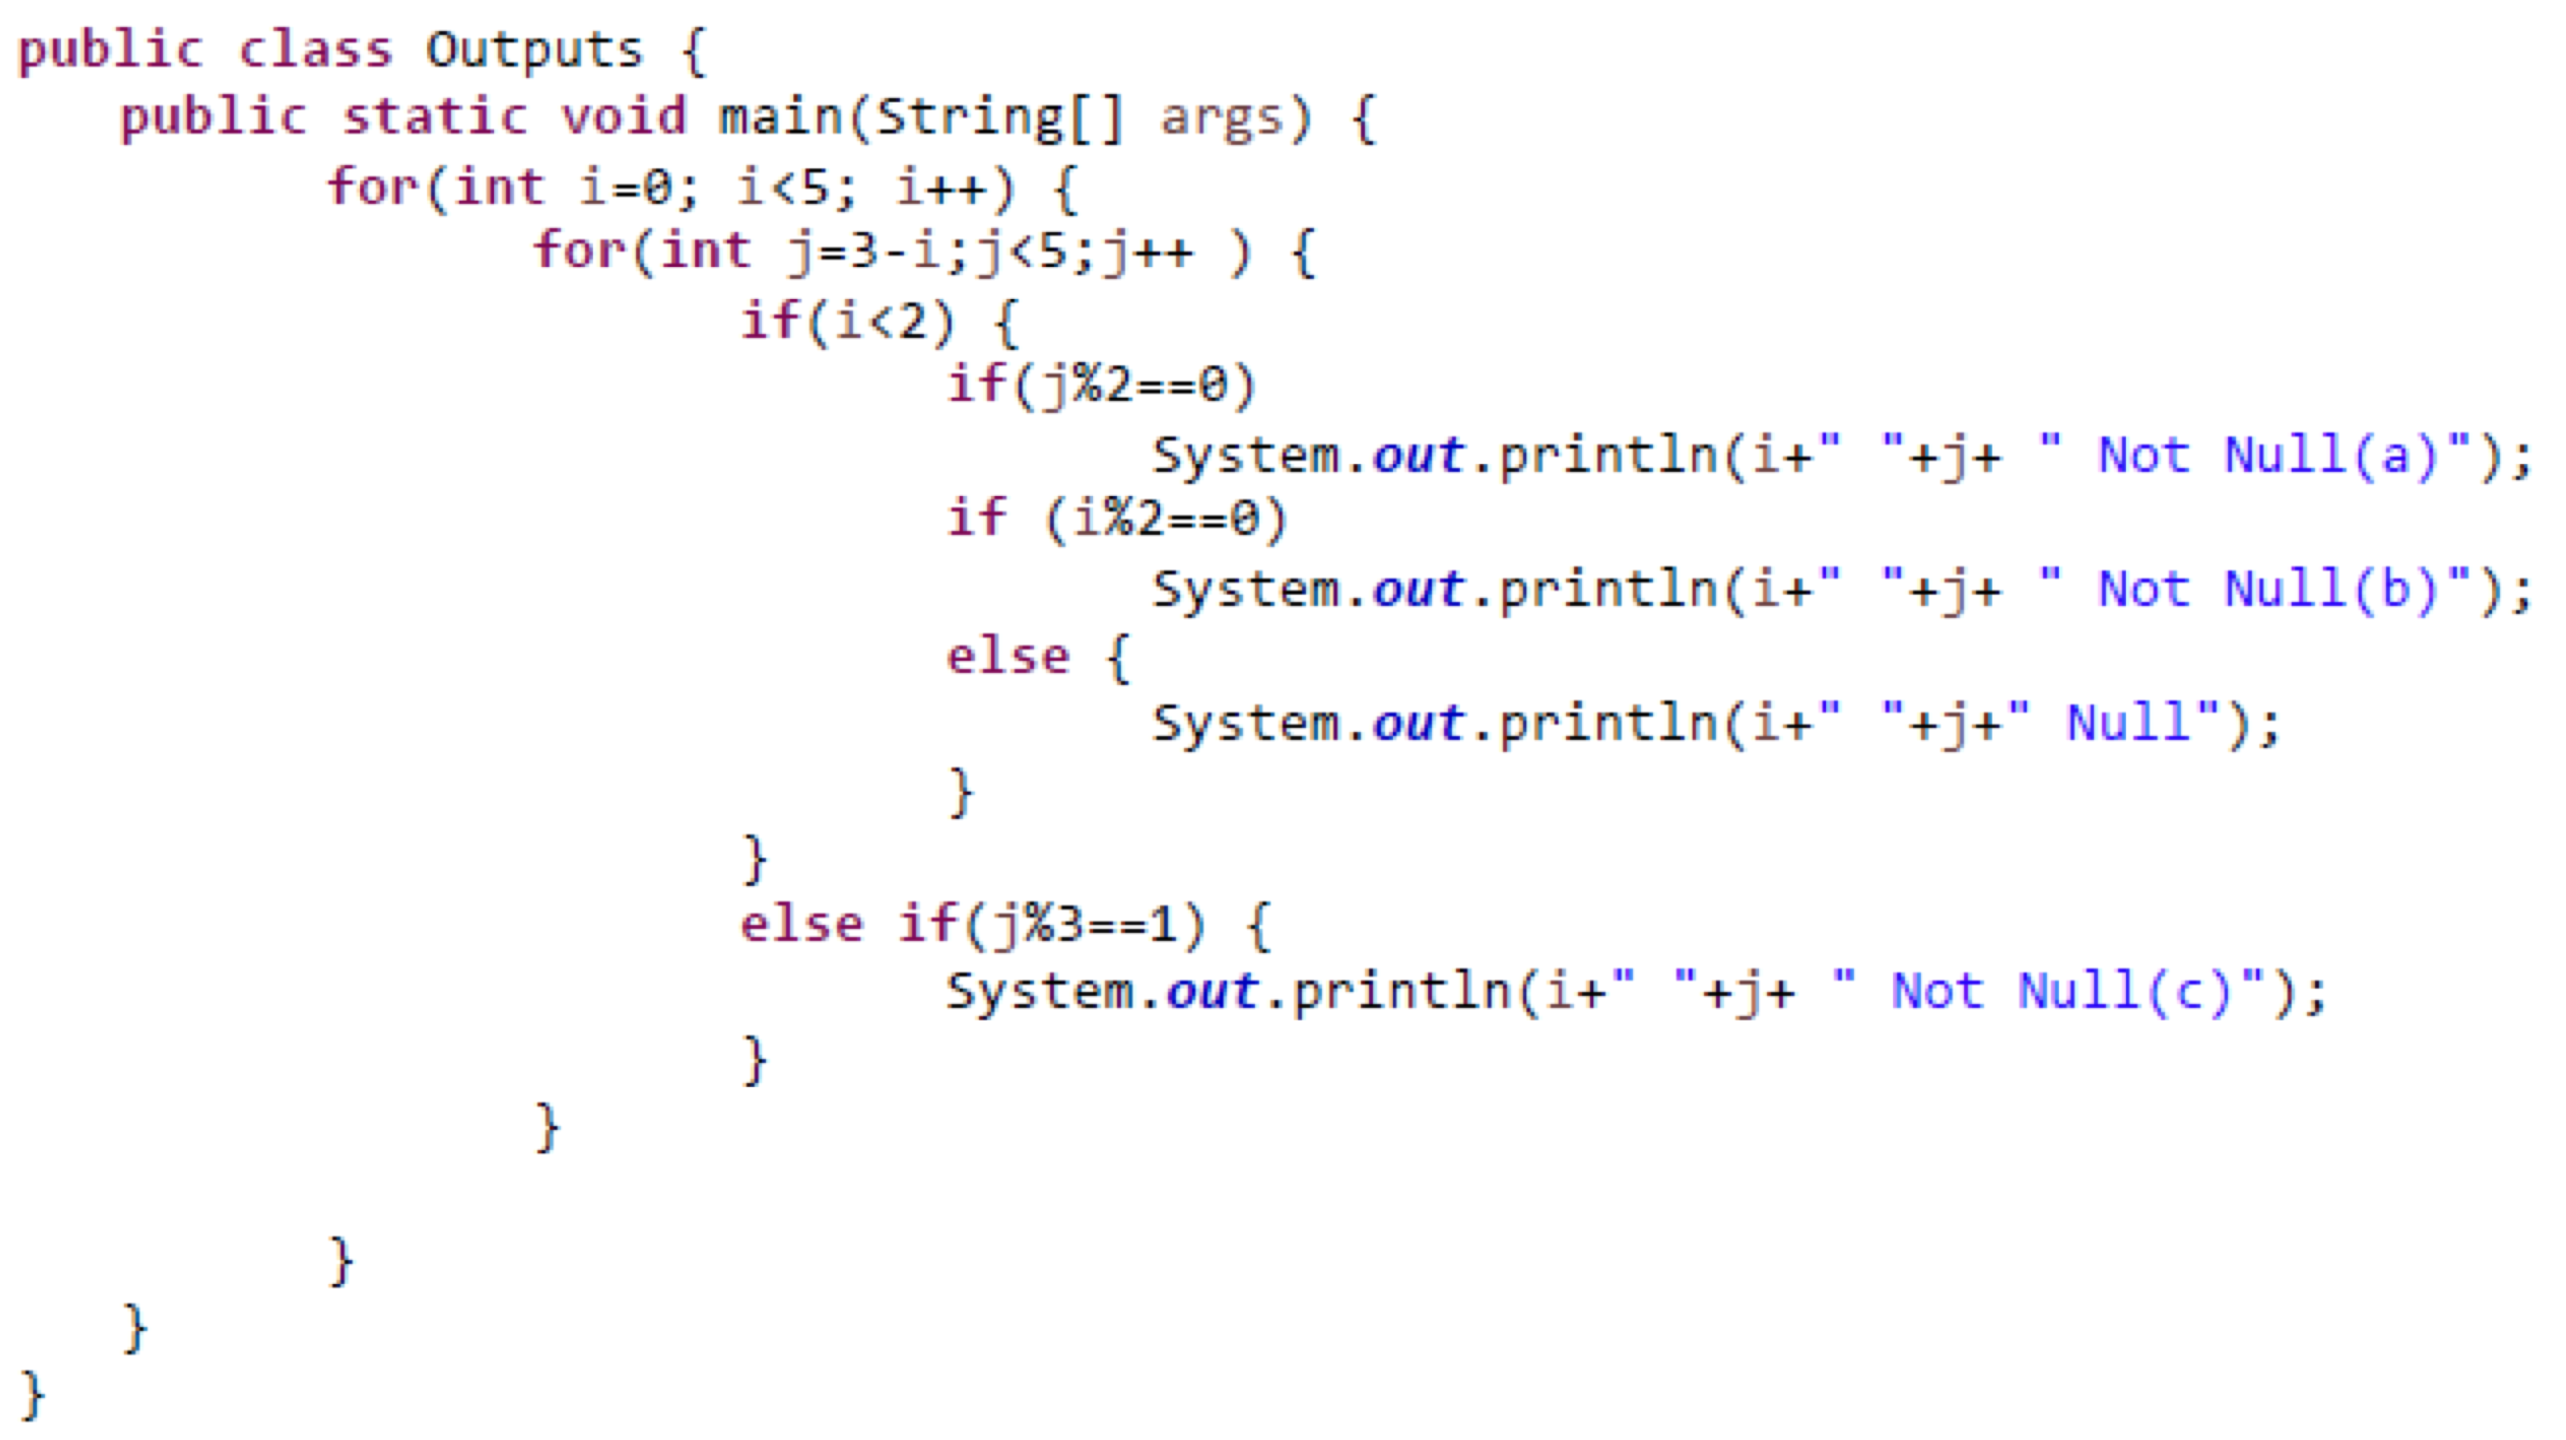 public class Outputs {
public static void main(String[] args) {
for(int i=0; i<5; i++) {
for(int j=3-i;j<5;j++ ) {
if(i<2) {
if(j%2==0)
System.out.println(i+" "+j+ " Not Null(a)");
if (i%2==0)
System.out.println(i+" "+j+ " Not Null(b)");
else {
System.out.println(i+" "+j+" Null");
}
}
else if(j%3==1) {
System.out.println(i+" "+j+ " Not Null(c)");
}
}
}
}
}